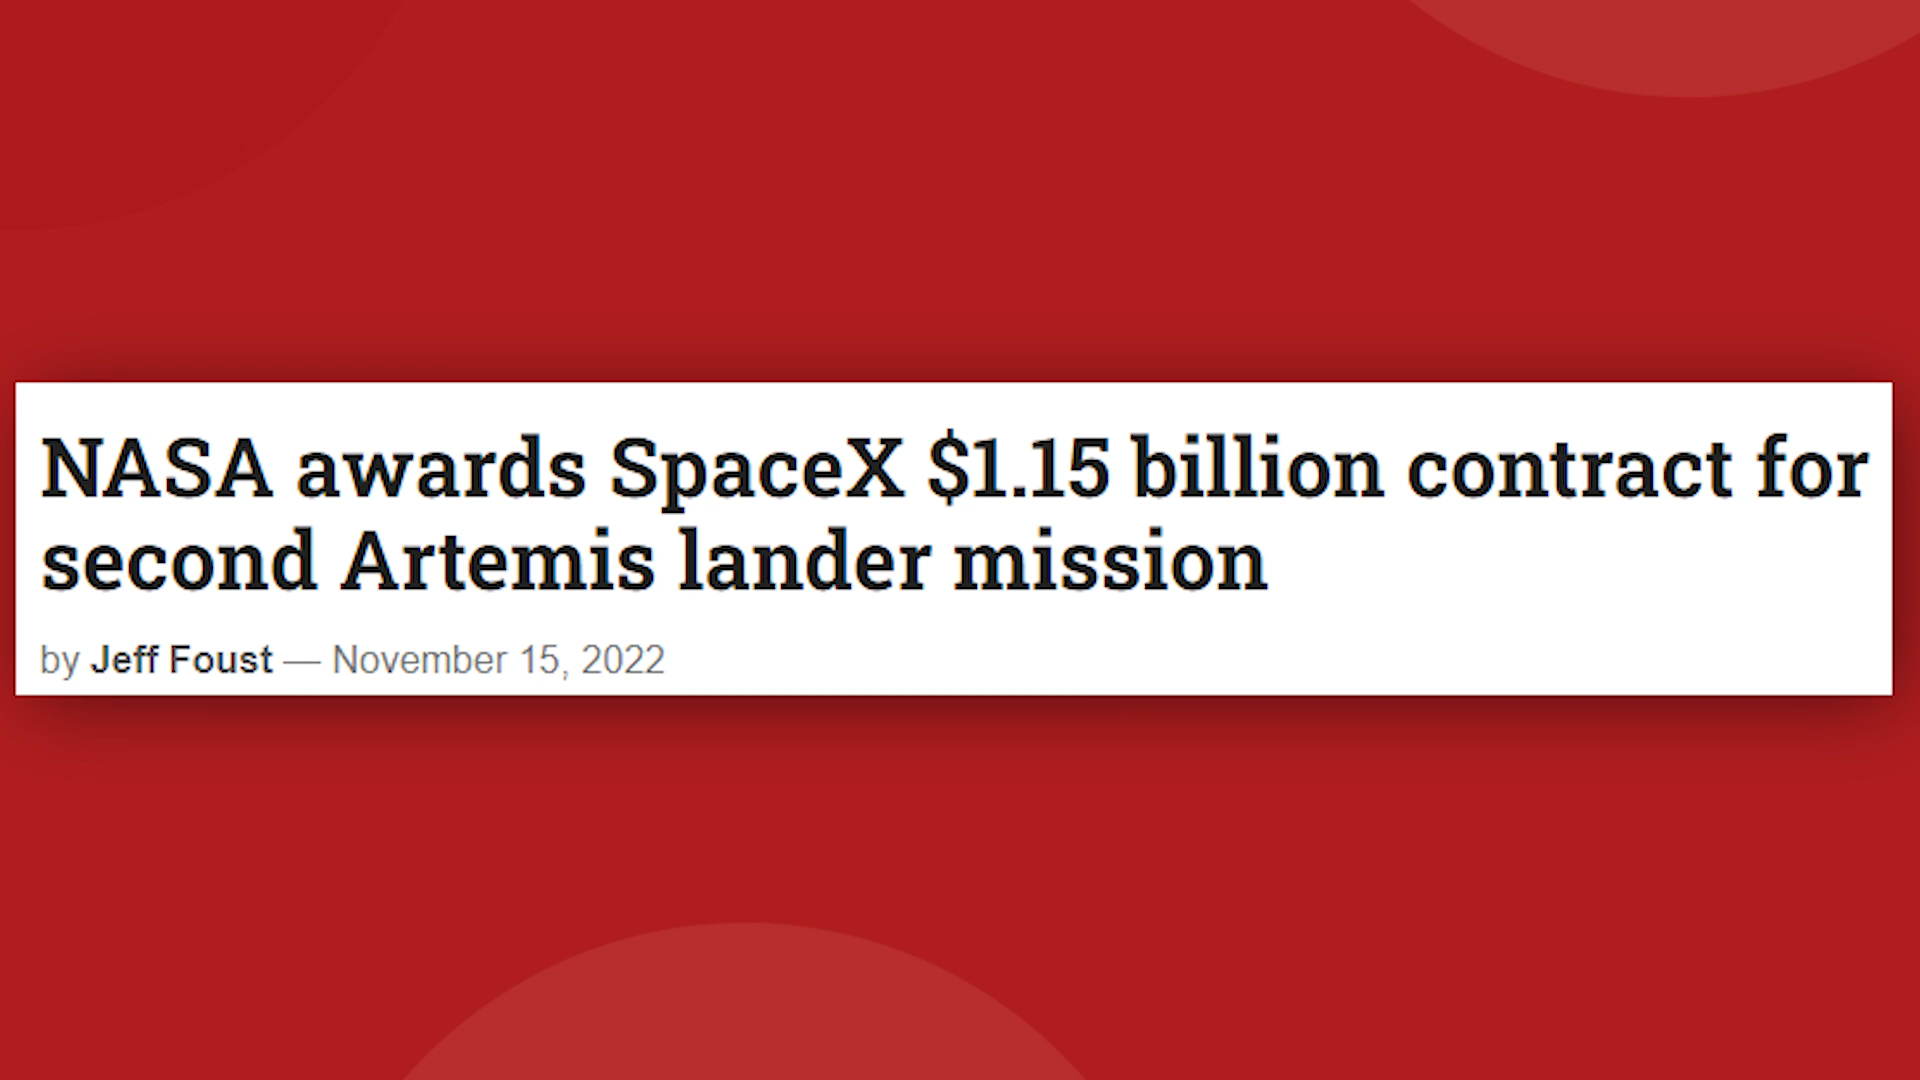 NASA awards SpaceX $1.15 billion contract for
second Artemis lander mission
by Jeff Foust — November 15, 2022